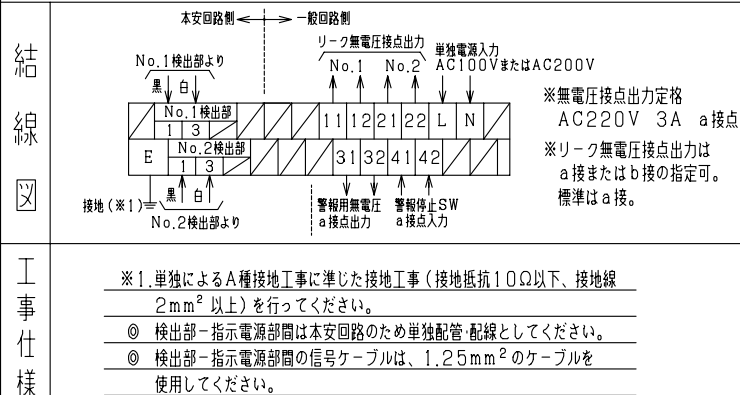 結線図
本安回路側 一般回路側
リーク無電圧接点出力
単独電源入力
No.1検出部より
No.1 No.2
AC100VまたはAC200V
黒 白
No.1検出部
1 3
11 12 21 22 L N
No.2検出部
E 1 3
31 32 41 42
接地(※1)
黒 白
No.2検出部より
警報用無電圧
a接点出力
警報停止SW
a接点入力
※無電圧接点出力定格
AC220V 3A a接点
※リーク無電圧接点出力は
a接またはb接の指定可。
標準はa接。
工事仕様
※1.単独によるA種接地工事に準じた接地工事(接地抵抗10Ω以下、接地線
2mm² 以上)を行ってください。
◎ 検出部-指示電源部間は本安回路のため単独配管・配線としてください。
◎ 検出部-指示電源部間の信号ケーブルは、1.25mm²のケーブルを
使用してください。